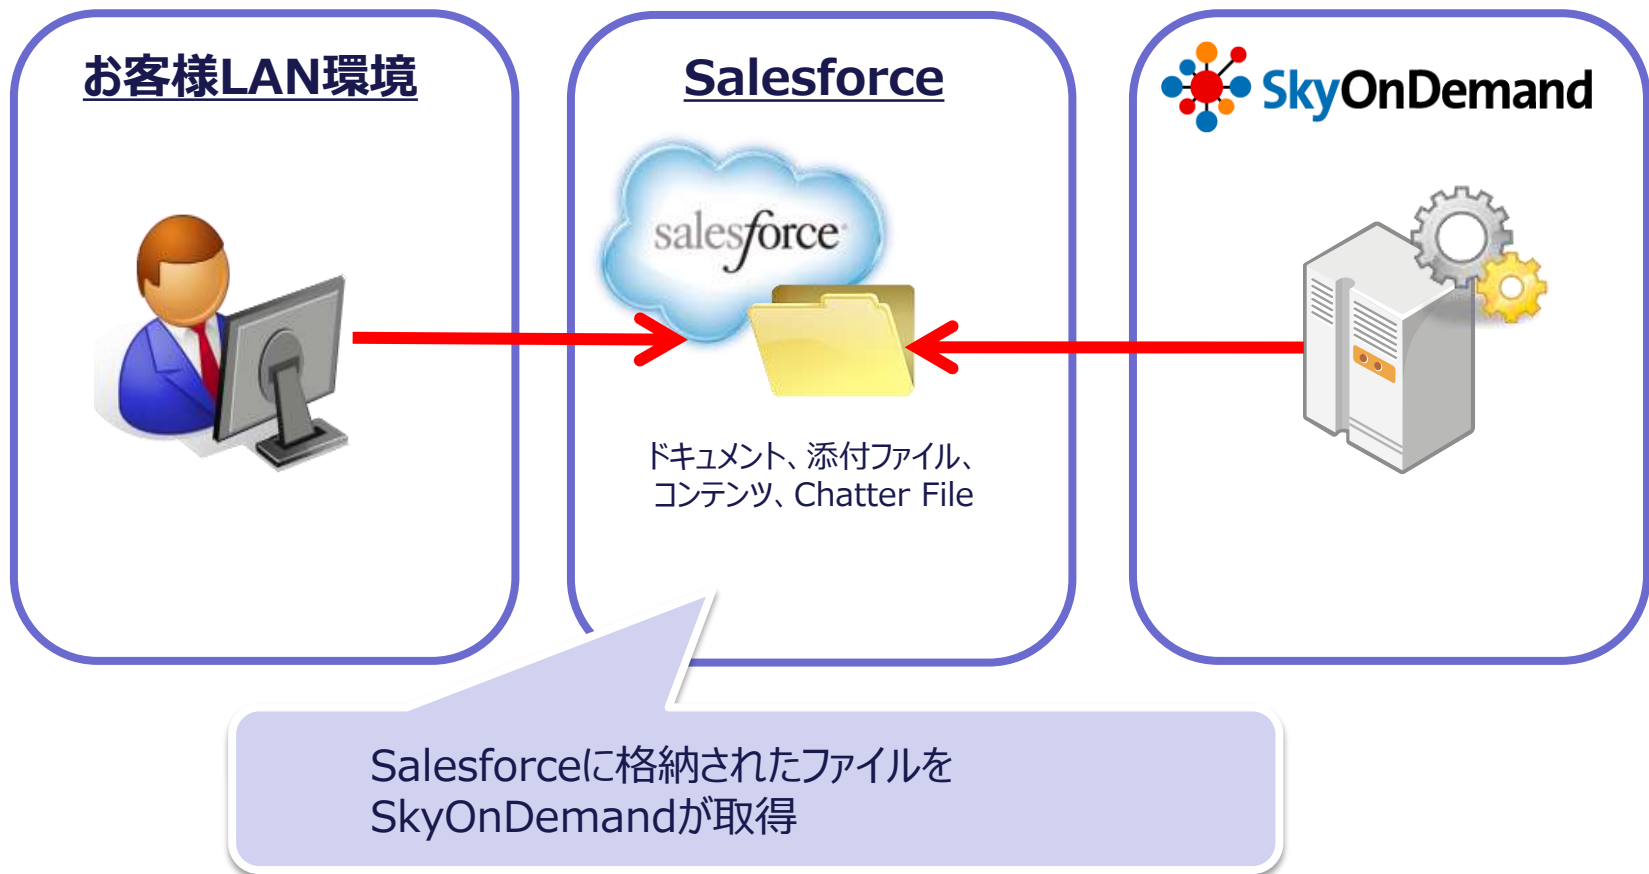 お客様LAN環境
Salesforce
SkyOnDemand
salesforce
ドキュメント、添付ファイル、
コンテンツ、Chatter File
Salesforceに格納されたファイルを
SkyOnDemandが取得